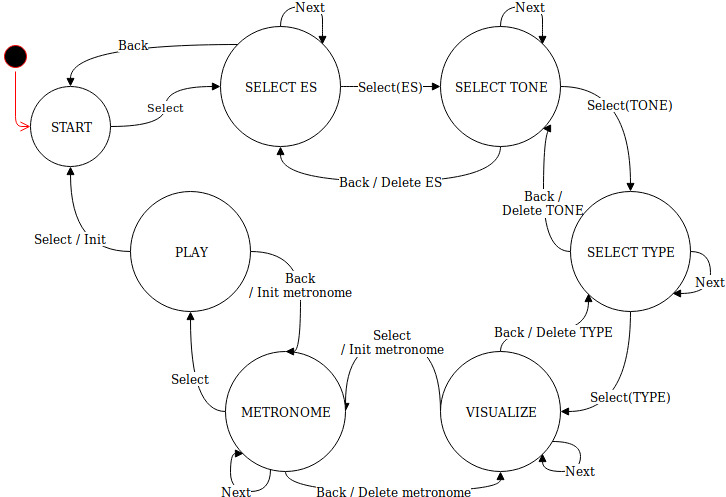 Next
Next
Back
SELECT ES
Select(ES)
SELECT TONE
Select
Select(TONE)
START
Back / Delete ES
Back /
Delete TONE
Select / Init
PLAY
SELECT TYPE
Back
/ Init metronome
Next
Select
/ Init metronome
Back / Delete TYPE
Select
Select(TYPE)
METRONOME
VISUALIZE
Next
Next
Back / Delete metronome